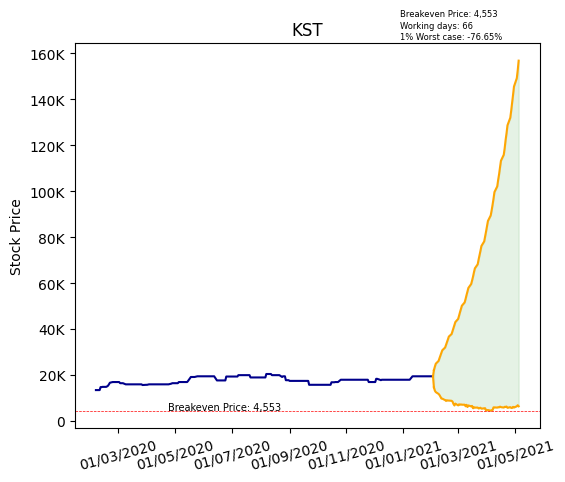 Breakeven Price: 4,553
Working days: 66
1% Worst case: -76.65%
KST
Stock Price
160K
140K
120K
100K
80K
60K
40K
20K
0
Breakeven Price: 4,553
01/03/2020
01/05/2020
01/07/2020
01/09/2020
01/11/2020
01/01/2021
01/03/2021
01/05/2021